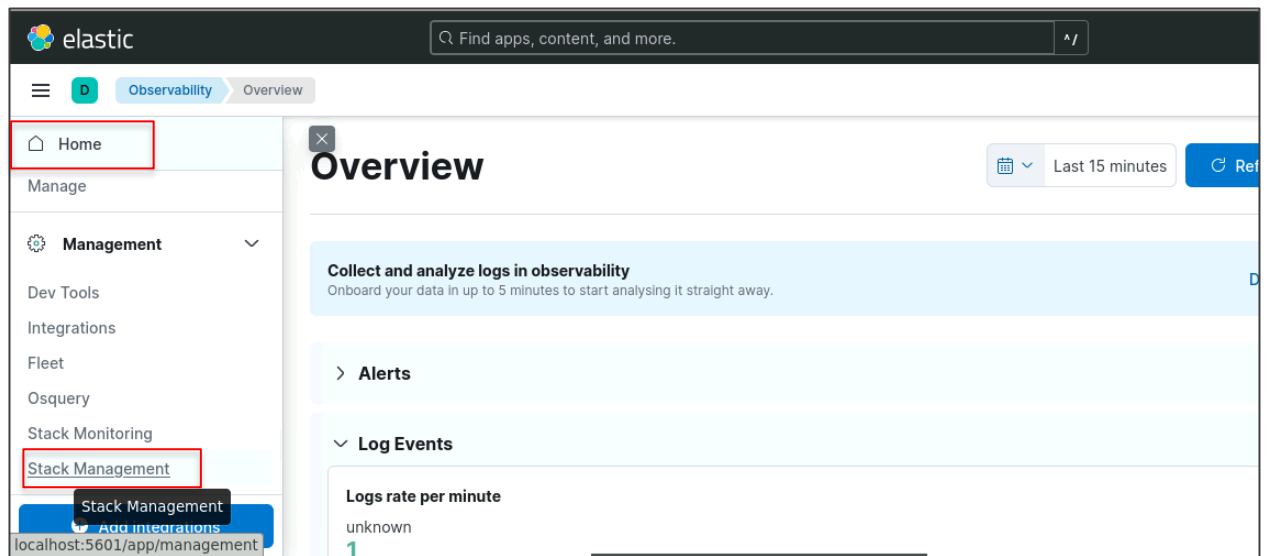 elastic
Find apps, content, and more.
^/
D
Observability
Overview
Home
Manage
Management
Dev Tools
Integrations
Fleet
Osquery
Stack Monitoring
Stack Management
Stack Management
Add integrations
localhost:5601/app/management
Overview
Last 15 minutes
Ref
Collect and analyze logs in observability
D
Onboard your data in up to 5 minutes to start analysing it straight away.
Alerts
Log Events
Logs rate per minute
unknown
1